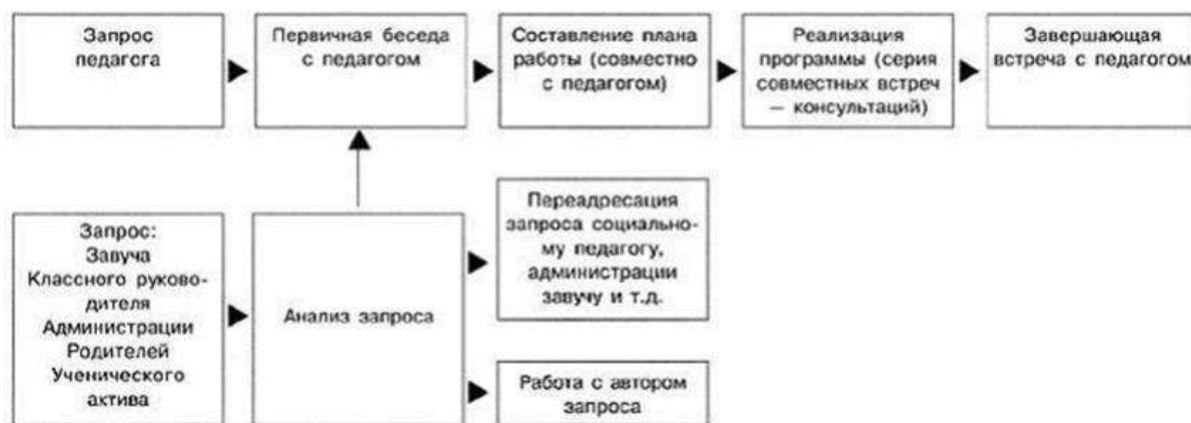 Запрос
педагога
Первичная беседа
с педагогом
Составление плана
работы (совместно
с педагогом)
Реализация
программы (серия
совместных встреч
— консультаций)
Завершающая
встреча с педагогом
Запрос:
Завуча
Классного руково-
дителя
Администрации
Родителей
Ученического
актива
Анализ запроса
Переадресация
запроса социально-
му педагогу,
администрации
завучу и т.д.
Работа с автором
запроса